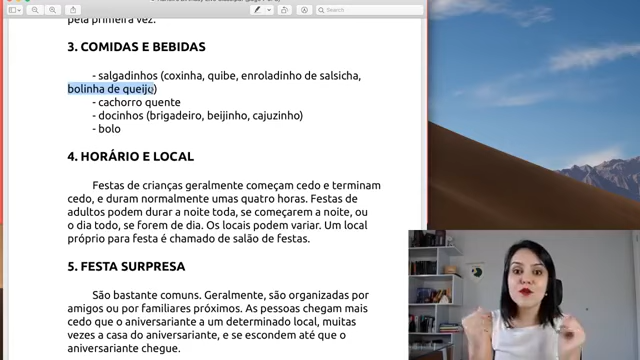 pela primeira vez.
3. COMIDAS E BEBIDAS
- salgadinhos (coxinha, quibe, enroladinho de salsicha,
bolinha de queijo)
- cachorro quente
- docinhos (brigadeiro, beijinho, cajuzinho)
- bolo
4. HORÁRIO E LOCAL
Festas de crianças geralmente começam cedo e terminam
cedo, e duram normalmente umas quatro horas. Festas de
adultos podem durar a noite toda, se começarem a noite, ou
o dia todo, se forem de dia. Os locais podem variar. Um local
próprio para festa é chamado de salão de festas.
5. FESTA SURPRESA
São bastante comuns. Geralmente, são organizadas por
amigos ou por familiares próximos. As pessoas chegam mais
cedo que o aniversariante a um determinado local, muitas
vezes a casa do aniversariante, e se escondem até que o
aniversariante chegue.
Search